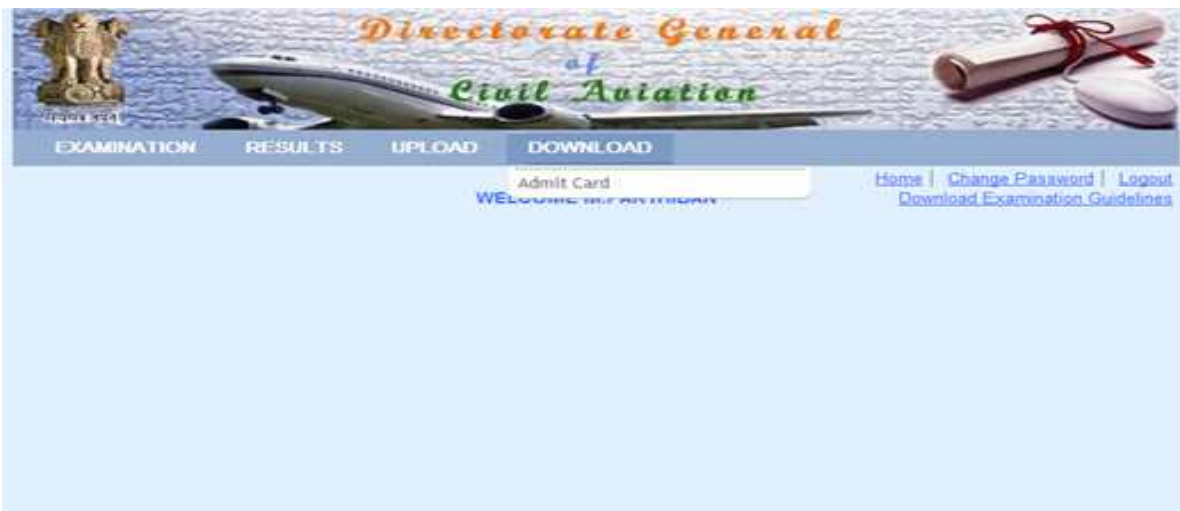 Directorate General
of
Civil Aviation
EXAMINATION RESULTS UPLOAD DOWNLOAD
Admit Card
Home | Change Password | Logout
Download Examination Guidelines